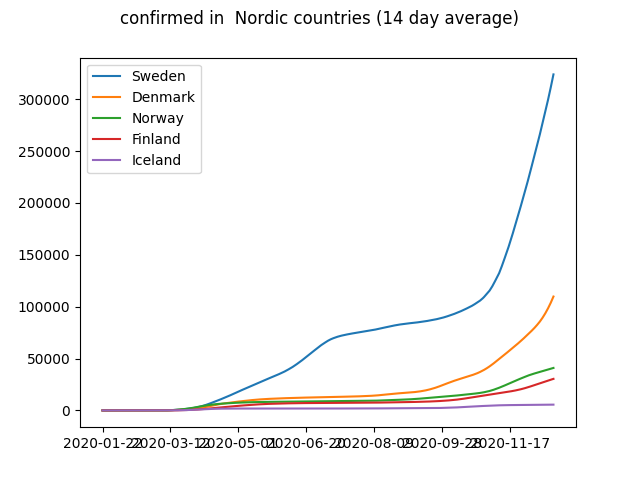 confirmed in  Nordic countries (14 day average)
Sweden
Denmark
Norway
Finland
Iceland
300000
250000
200000
150000
100000
50000
0
2020-01-22 2020-03-12 2020-05-01 2020-06-20 2020-08-09 2020-09-28 2020-11-17